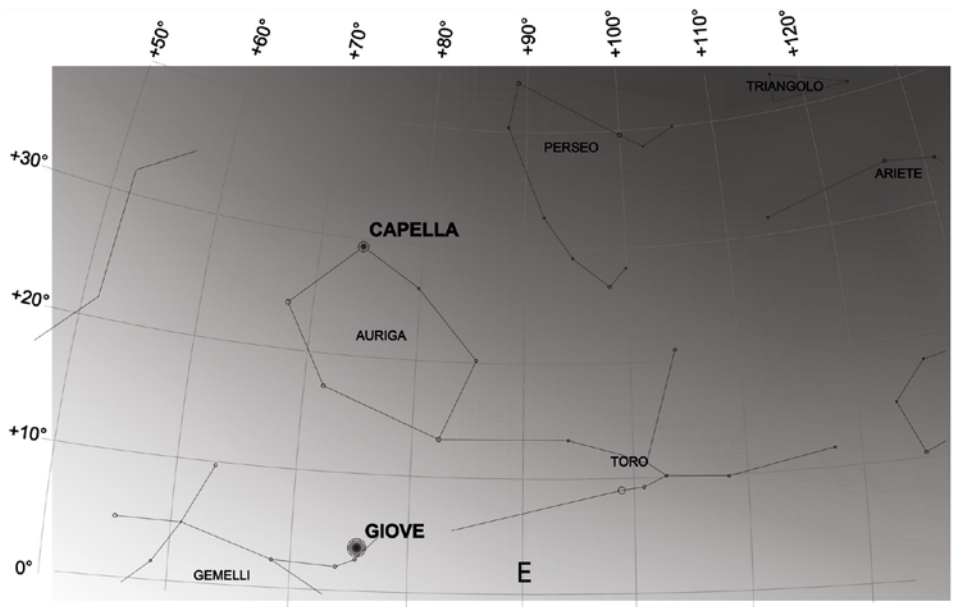 +50°
+60°
+70°
+80°
+90°
+100°
+110°
+120°
TRIANGOLO
PERSEO
+30°
ARIETE
CAPELLA
+20°
AURIGA
+10°
TORO
GIOVE
0°
GEMELLI
E